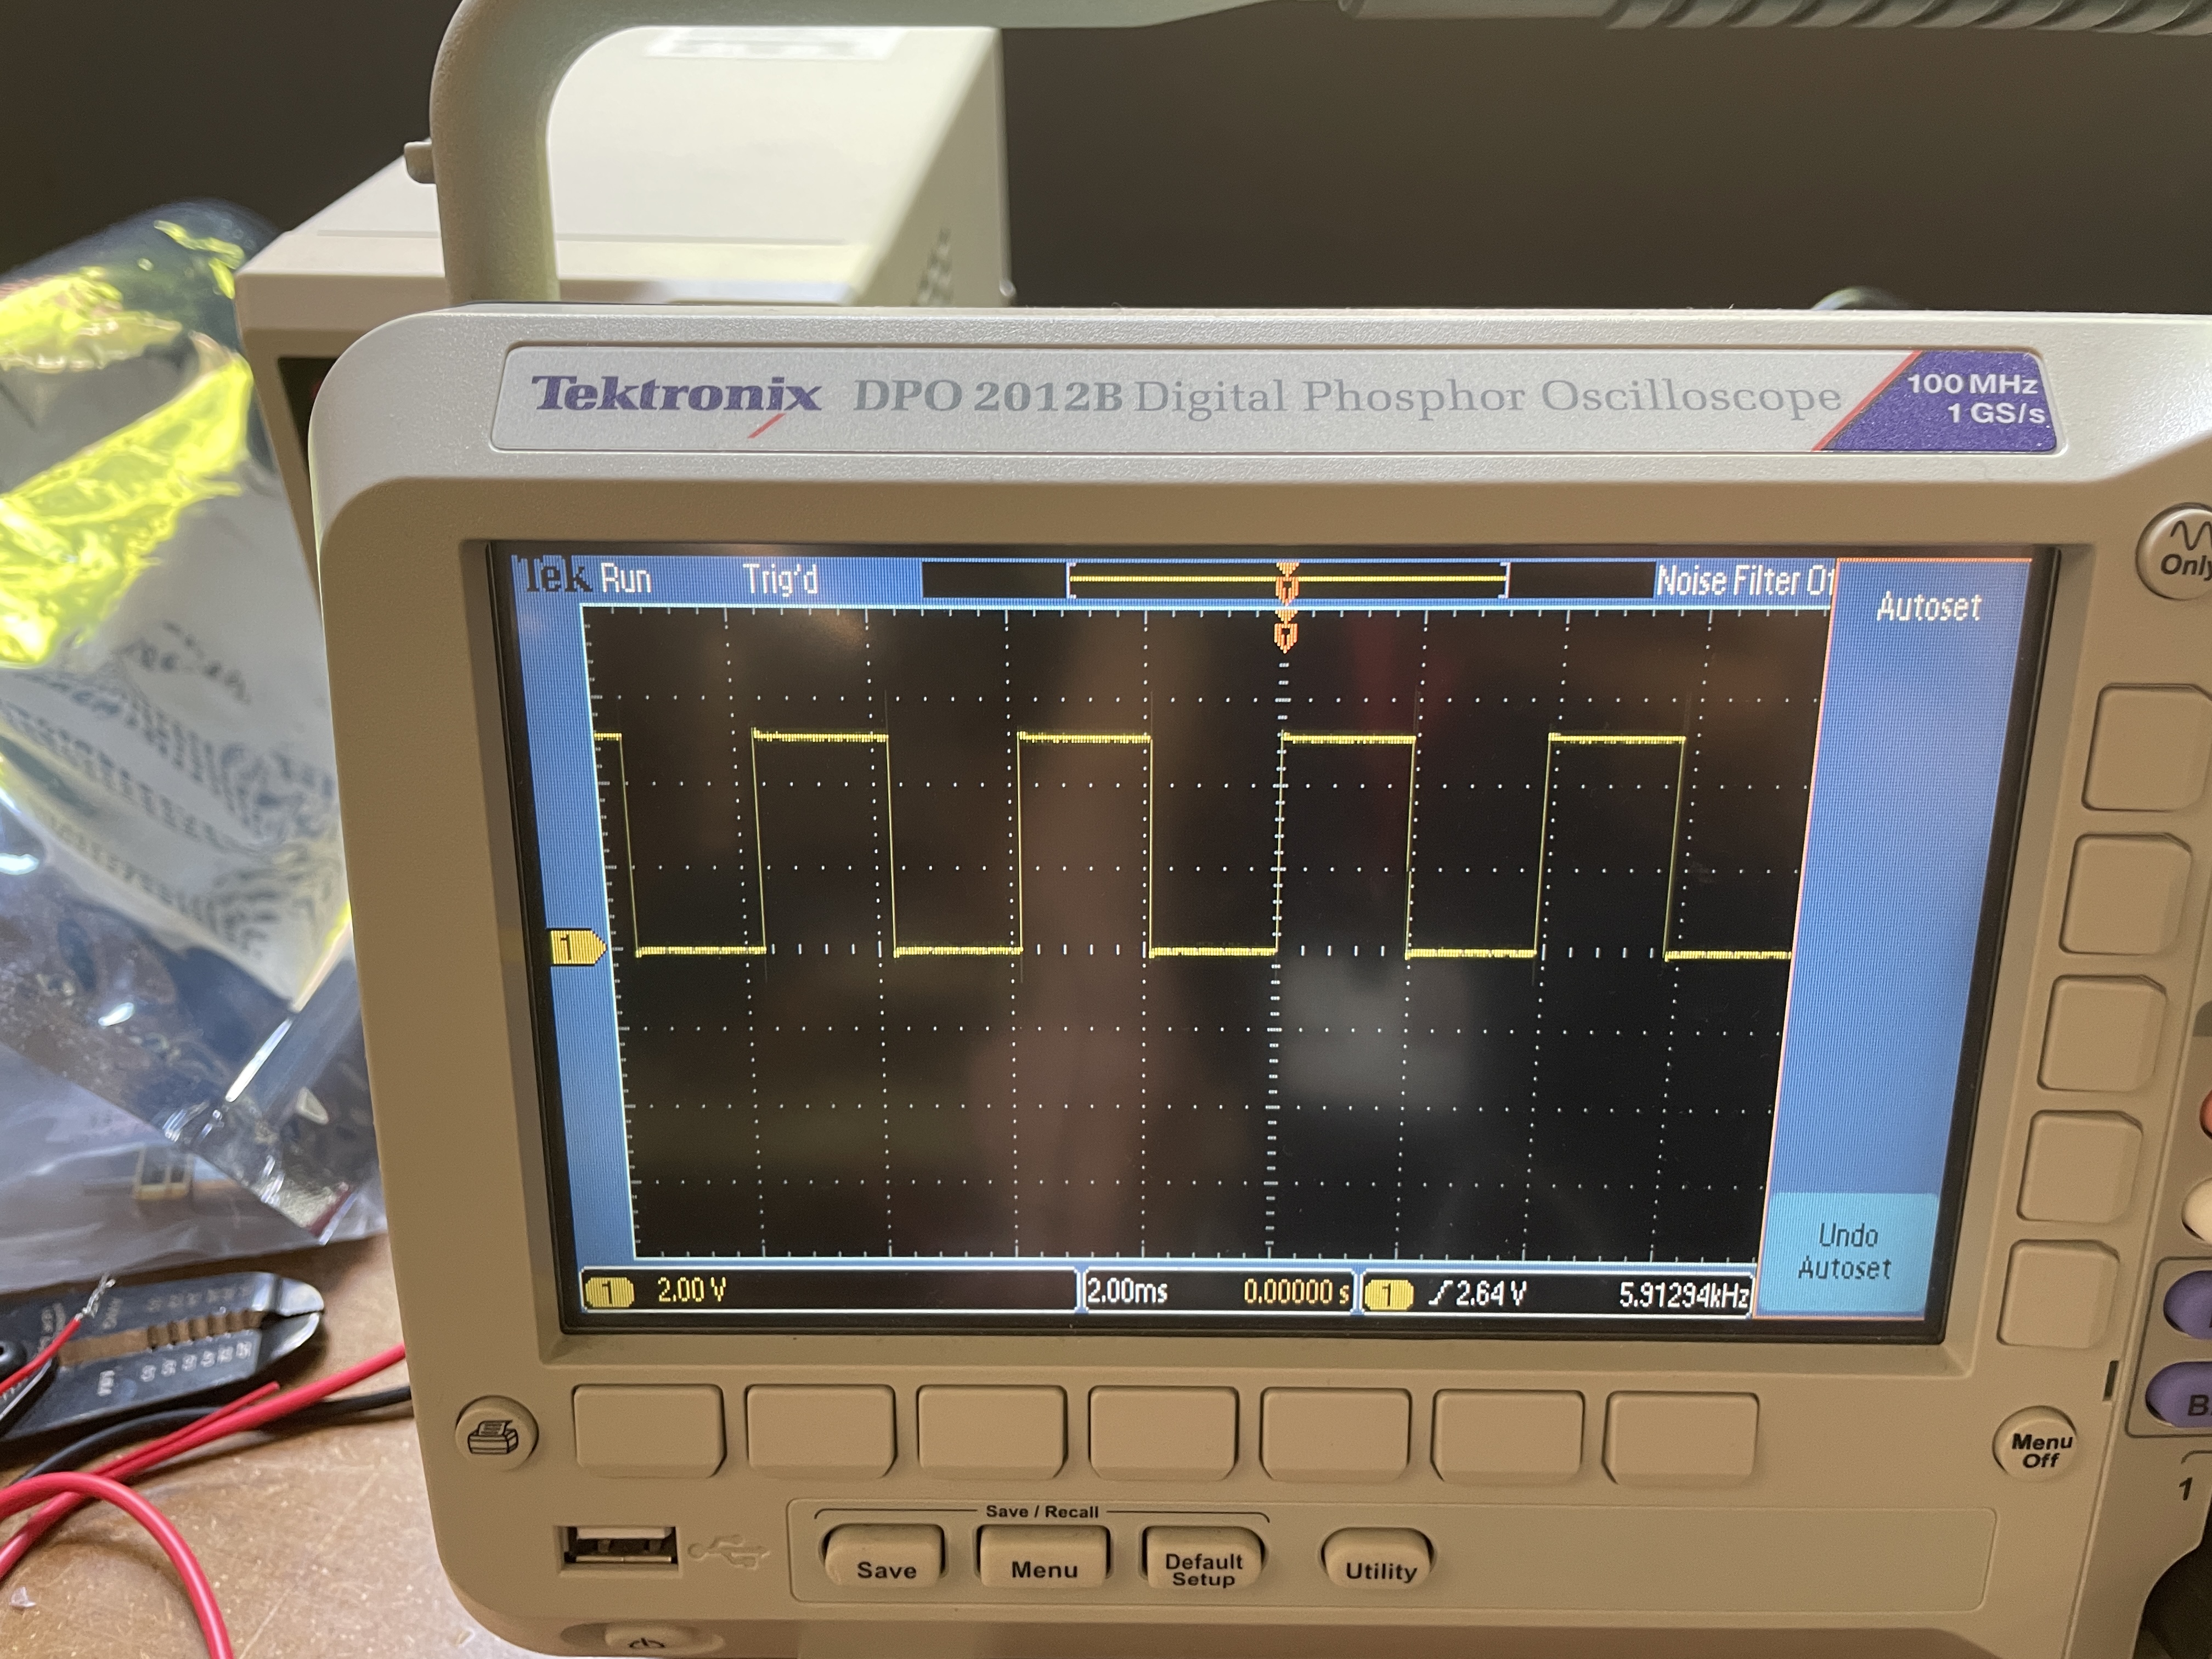 Tektronix DPO 2012B Digital Phosphor Oscilloscope
100 MHz
1 GS/s
Only
Tek Run Trig'd Noise Filter Of
Autoset
1
Undo
Autoset
1 2.00 V 2.00ms 0.00000 s 1 2.64 V 5.91294kHz
B
Menu
Off
1
Save / Recall
Save
Menu
Default
Setup
Utility